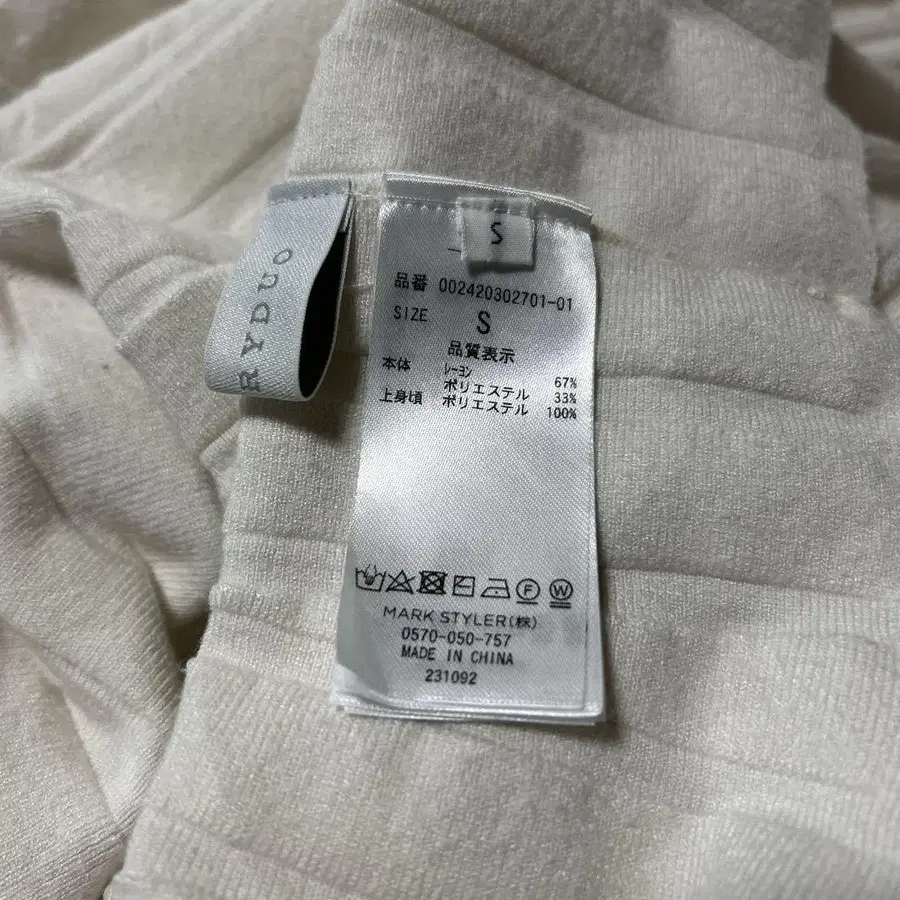 RYDUO
S
品番 002420302701-01
SIZE S
品質表示
本体 レーヨン 67%
ポリエステル 33%
上身頃 ポリエステル 100%
F W
MARK STYLER(株)
0570-050-757
MADE IN CHINA
231092